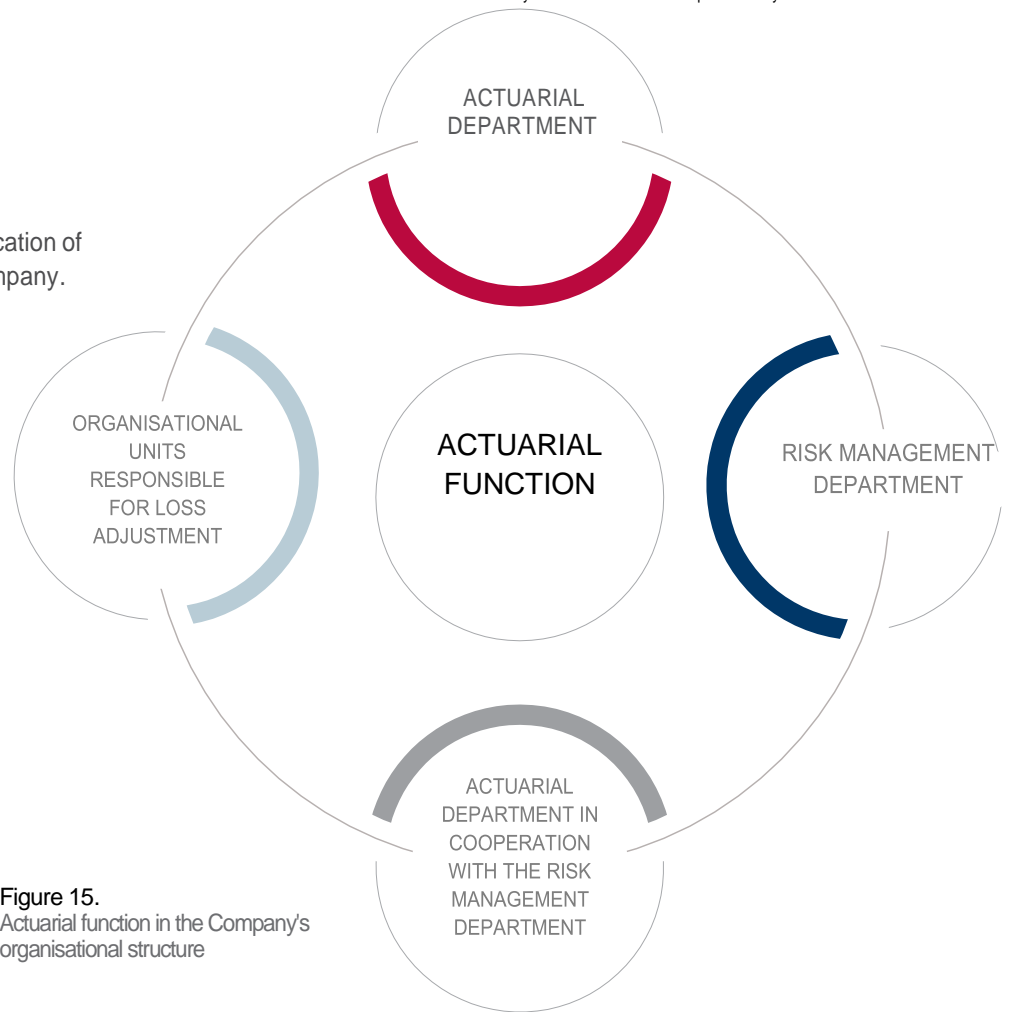 ACTUARIAL
DEPARTMENT
cation of
mpany.
ORGANISATIONAL
UNITS
RESPONSIBLE
FOR LOSS
ADJUSTMENT
ACTUARIAL
FUNCTION
RISK MANAGEMENT
DEPARTMENT
ACTUARIAL
DEPARTMENT IN
COOPERATION
WITH THE RISK
MANAGEMENT
DEPARTMENT
Figure 15.
Actuarial function in the Company's
organisational structure